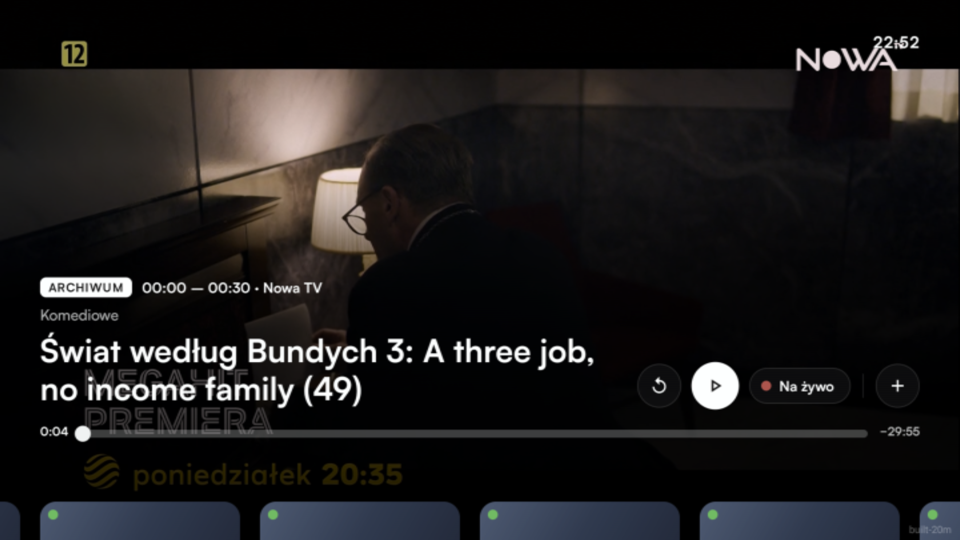 12
22:52
NOWA
ARCHIWUM 00:00 — 00:30 • Nowa TV
Komediowe
Świat według Bundych 3: A three job,
no income family (49)
MEGAHIT
PREMIERA
Na żywo
0:04
-29:55
poniedziałek 20:35
built-20m